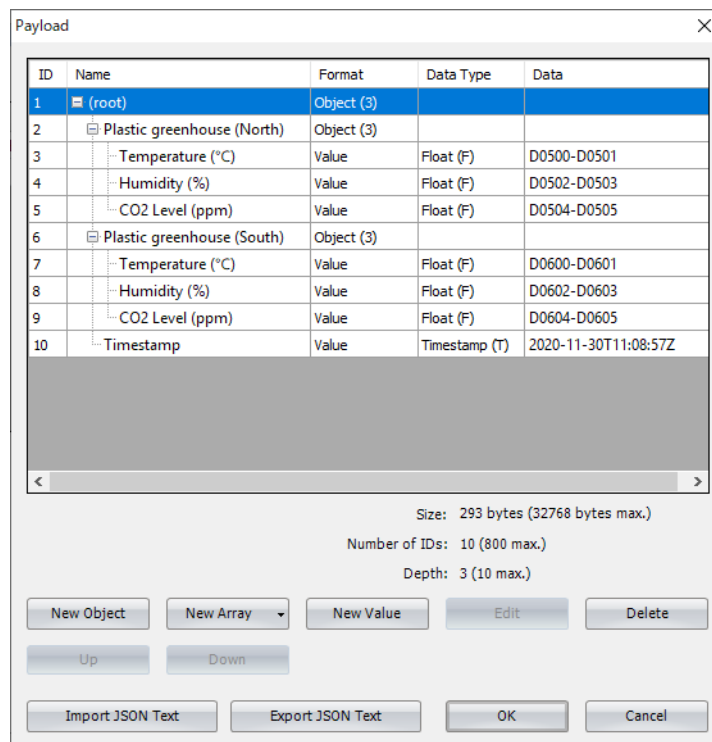 Payload
ID Name Format Data Type Data
1 (root) Object (3)
2 Plastic greenhouse (North) Object (3)
3 Temperature (°C) Value Float (F) D0500-D0501
4 Humidity (%) Value Float (F) D0502-D0503
5 CO2 Level (ppm) Value Float (F) D0504-D0505
6 Plastic greenhouse (South) Object (3)
7 Temperature (°C) Value Float (F) D0600-D0601
8 Humidity (%) Value Float (F) D0602-D0603
9 CO2 Level (ppm) Value Float (F) D0604-D0605
10 Timestamp Value Timestamp (T) 2020-11-30T11:08:57Z
Size: 293 bytes (32768 bytes max.)
Number of IDs: 10 (800 max.)
Depth: 3 (10 max.)
New Object New Array New Value Edit Delete
Up Down
Import JSON Text Export JSON Text OK Cancel